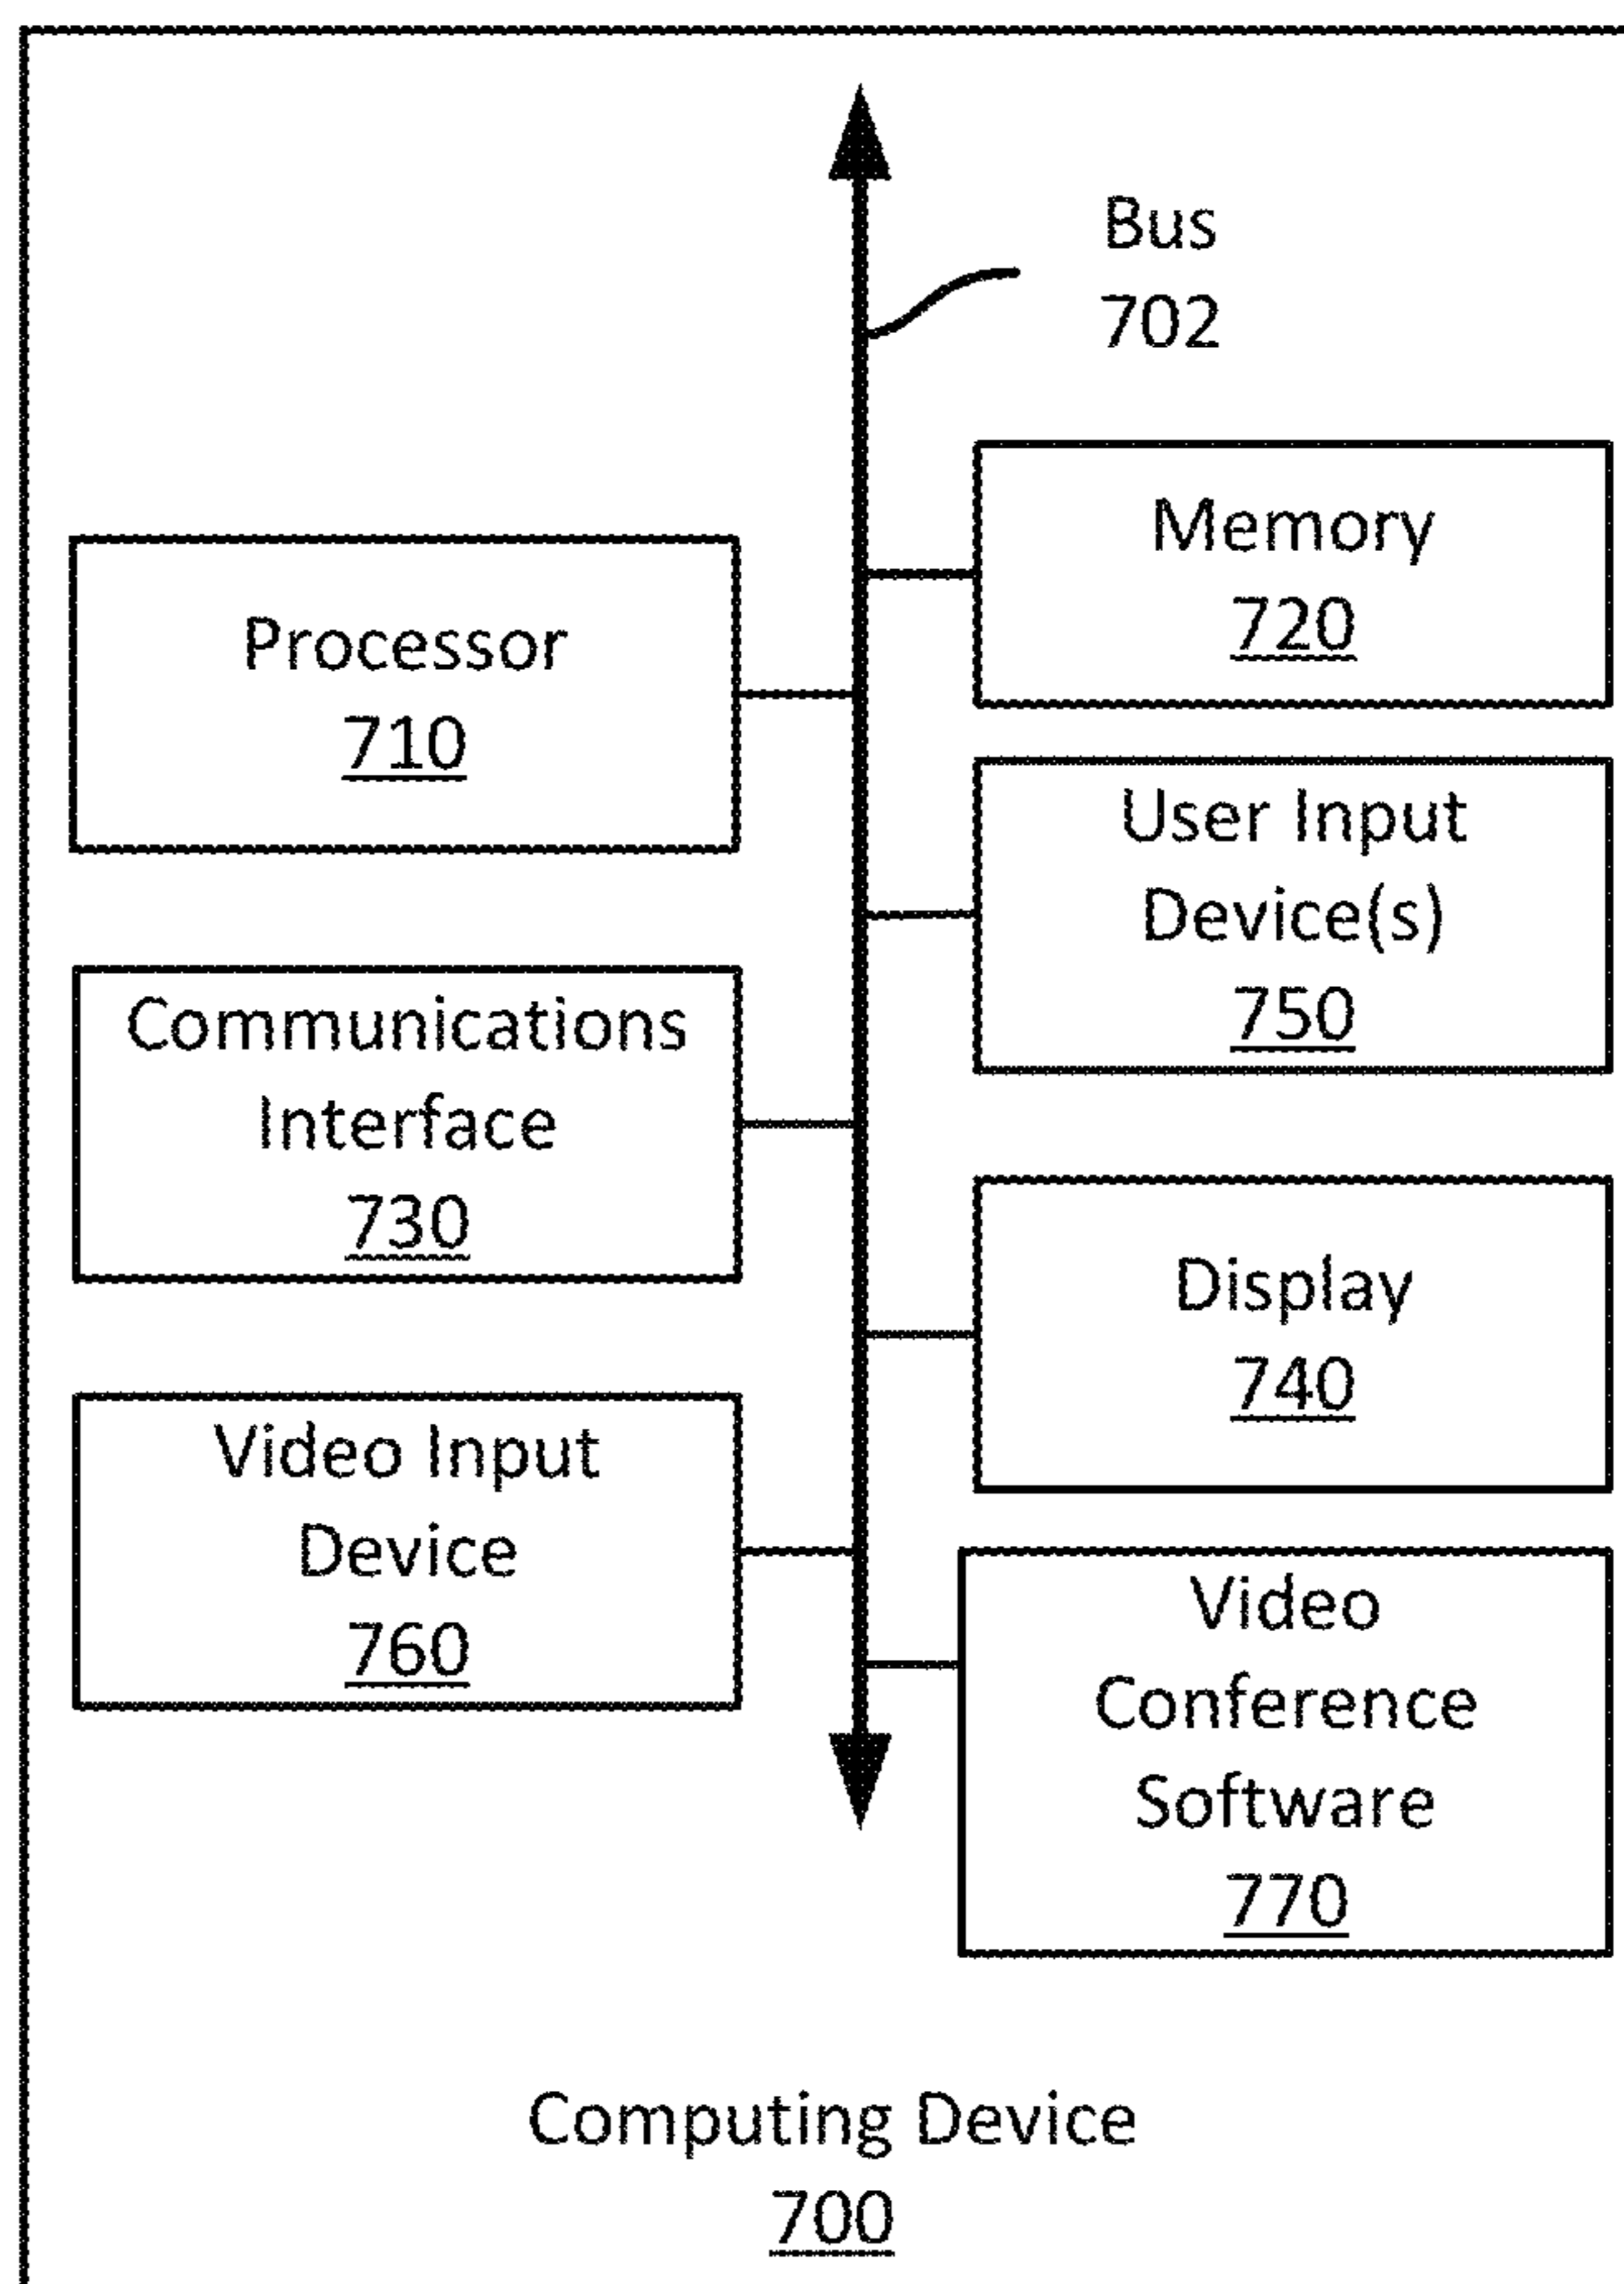 Bus
702
Memory
720
Processor
710
User Input
Device(s)
750
Communications
Interface
730
Display
740
Video Input
Device
760
Video
Conference
Software
770
Computing Device
700